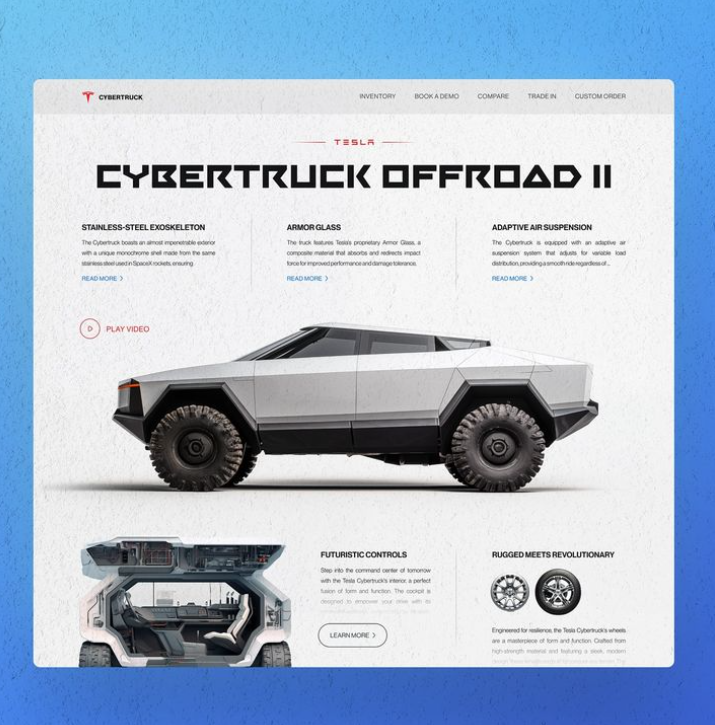 CYBERTRUCK
INVENTORY BOOK A DEMO COMPARE TRADE IN CUSTOM ORDER
TESLA
CYBERTRUCK OFFROAD II
STAINLESS-STEEL EXOSKELETON
The Cybertruck boasts an almost impenetrable exterior
with a unique monochrome shell made from the same
stainless steel used in SpaceX rockets, ensuring
READ MORE
ARMOR GLASS
The truck features Tesla's proprietary Armor Glass, a
composite material that absorbs and redirects impact
force for improved performance and damage tolerance.
READ MORE
ADAPTIVE AIR SUSPENSION
The Cybertruck is equipped with an adaptive air
suspension system that adjusts for variable load
distribution, providing a smooth ride regardless of...
READ MORE
PLAY VIDEO
FUTURISTIC CONTROLS
Step into the command center of tomorrow
with the Tesla Cybertruck's interior, a perfect
fusion of form and function. The cockpit is
designed to empower your drive with its
LEARN MORE
RUGGED MEETS REVOLUTIONARY
Engineered for resilience, the Tesla Cybertruck's wheels
are a masterpiece of form and function. Crafted from
high-strength material and featuring a sleek, modern